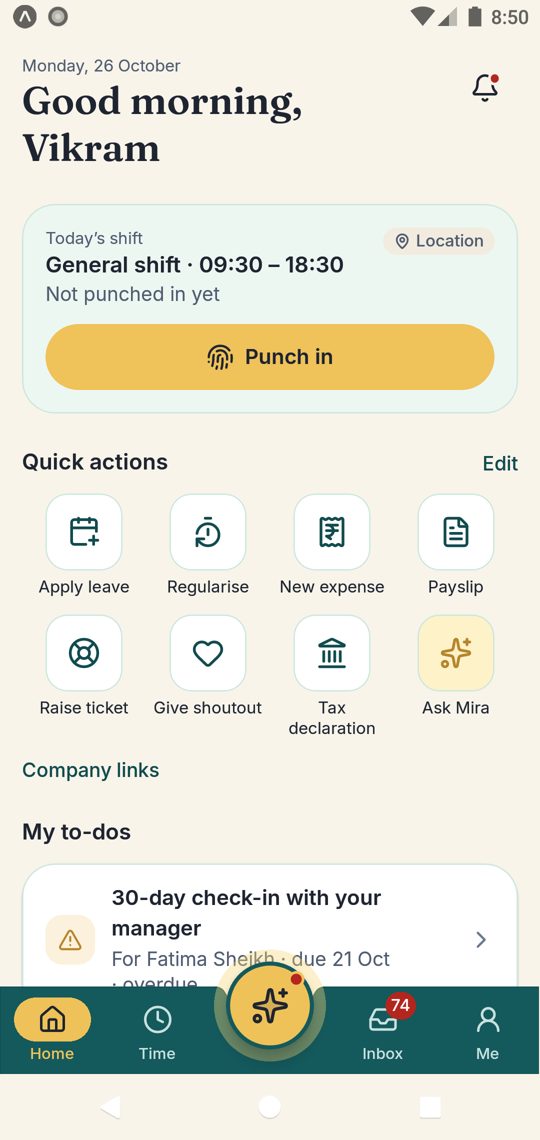 8:50
Monday, 26 October
Good morning,
Vikram
Today's shift
Location
General shift · 09:30 – 18:30
Not punched in yet
Punch in
Quick actions
Edit
Apply leave
Regularise
New expense
Payslip
Raise ticket
Give shoutout
Tax
declaration
Ask Mira
Company links
My to-dos
30-day check-in with your
manager
For Fatima Sheikh · due 21 Oct
· overdue
74
Home
Time
Inbox
Me